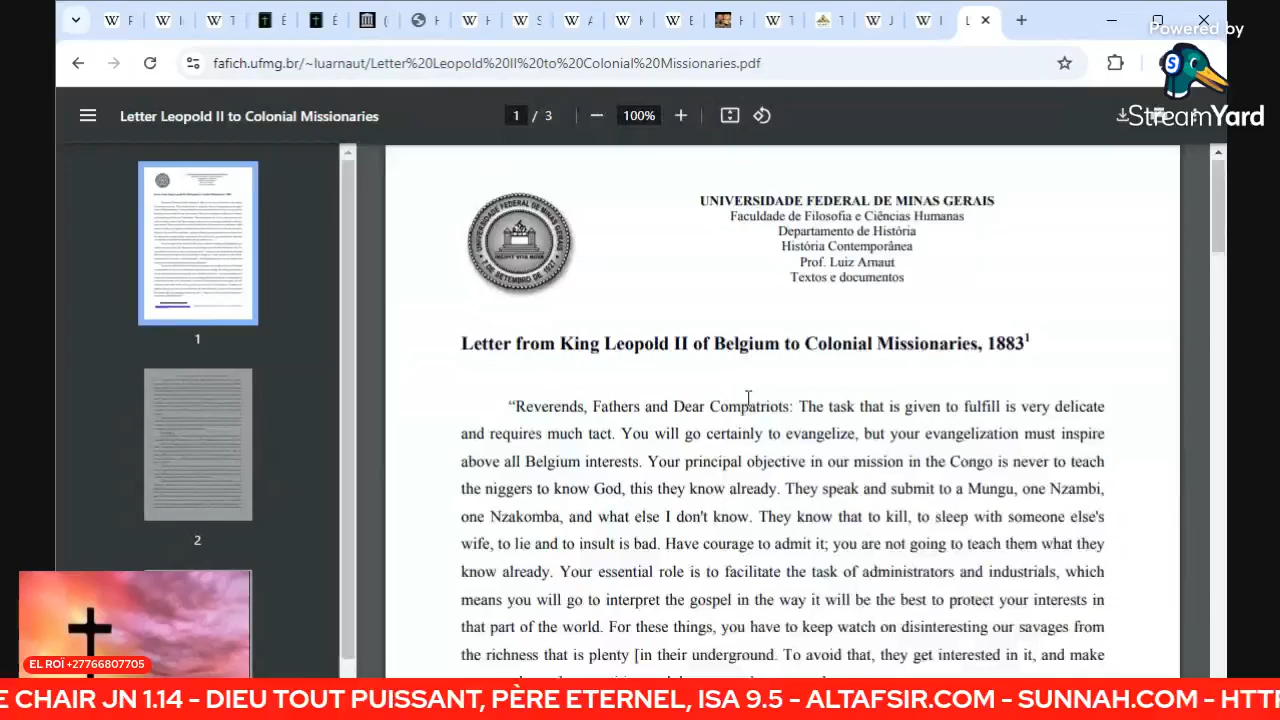 fafich.ufmg.br/~luarnaut/Letter%20Leopold%20II%20to%20Colonial%20Missionaries.pdf
Powered by
StreamYard
Letter Leopold II to Colonial Missionaries
1 / 3
100%
UNIVERSIDADE FEDERAL DE MINAS GERAIS
Faculdade de Filosofia e Ciências Humanas
Departamento de História
História Contemporânea
Prof. Luiz Arnaut
Textos e documentos
Letter from King Leopold II of Belgium to Colonial Missionaries, 1883¹
“Reverends, Fathers and Dear Compatriots: The task that is given to fulfill is very delicate
and requires much tact. You will go certainly to evangelize, but your evangelization must inspire
above all Belgium interests. Your principal objective in our mission in the Congo is never to teach
the niggers to know God, this they know already. They speak and submit to a Mungu, one Nzambi,
one Nzakomba, and what else I don't know. They know that to kill, to sleep with someone else's
wife, to lie and to insult is bad. Have courage to admit it; you are not going to teach them what they
know already. Your essential role is to facilitate the task of administrators and industrials, which
means you will go to interpret the gospel in the way it will be the best to protect your interests in
that part of the world. For these things, you have to keep watch on disinteresting our savages from
the richness that is plenty [in their underground. To avoid that, they get interested in it, and make
1
2
EL ROÏ +27766807705
E CHAIR JN 1.14 - DIEU TOUT PUISSANT, PÈRE ETERNEL, ISA 9.5 - ALTAFSIR.COM - SUNNAH.COM - HTT